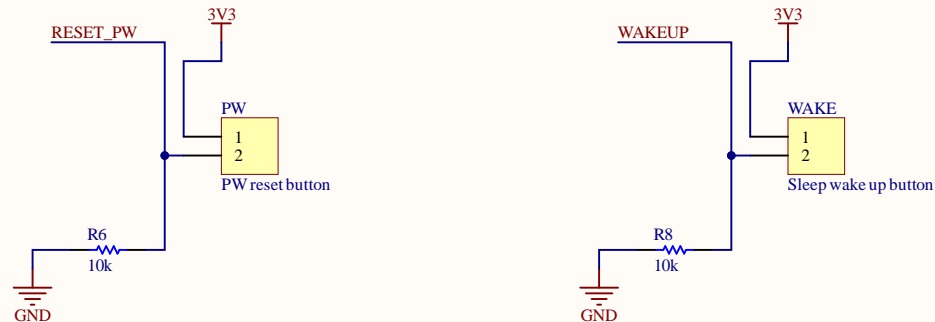 3V3
RESET_PW
PW
1
2
PW reset button
R6
10k
GND
3V3
WAKEUP
WAKE
1
2
Sleep wake up button
R8
10k
GND